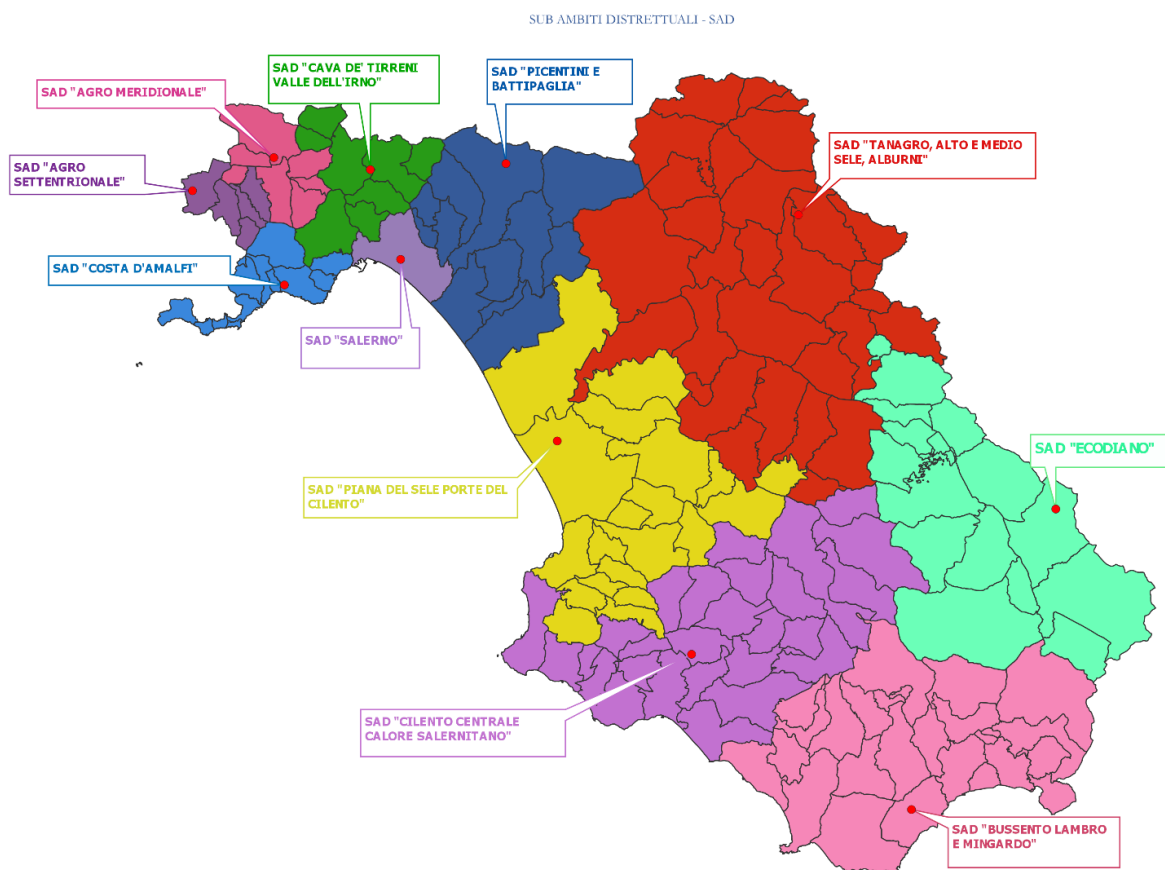 SUB AMBITI DISTRETTUALI - SAD
SAD "CAVA DE' TIRRENI
VALLE DELL'IRNO"
SAD "PICENTINI E
BATTIPAGLIA"
SAD "AGRO MERIDIONALE"
SAD "TANAGRO, ALTO E MEDIO
SELE, ALBURNI"
SAD "AGRO
SETTENTRIONALE"
SAD "COSTA D'AMALFI"
SAD "SALERNO"
SAD "ECODIANO"
SAD "PIANA DEL SELE PORTE DEL
CILENTO"
SAD "CILENTO CENTRALE
CALORE SALERNITANO"
SAD "BUSSENTO LAMBRO
E MINGARDO"